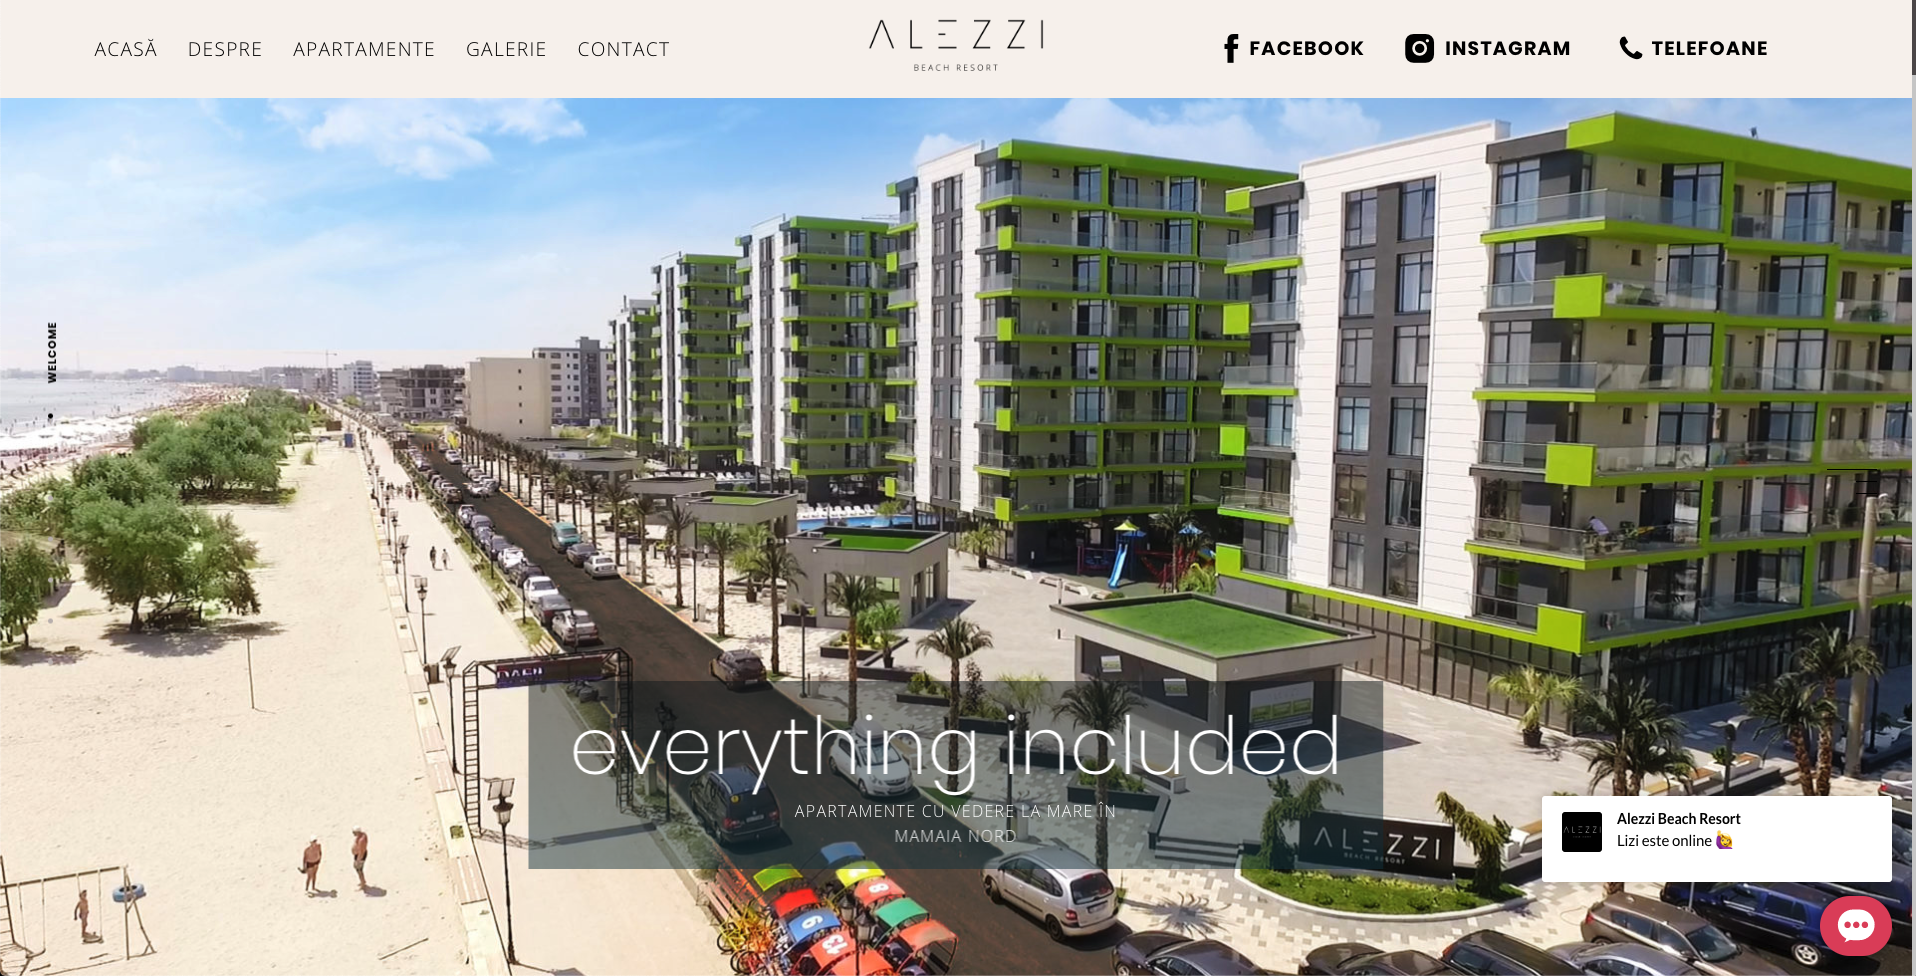 ACASĂ DESPRE APARTAMENTE GALERIE CONTACT
ALEZZI
BEACH RESORT
FACEBOOK INSTAGRAM TELEFOANE
WELCOME
everything included
APARTAMENTE CU VEDERE LA MARE ÎN
MAMAIA NORD
ALEZZI
BEACH RESORT
Alezzi Beach Resort
Lizi este online 🙋